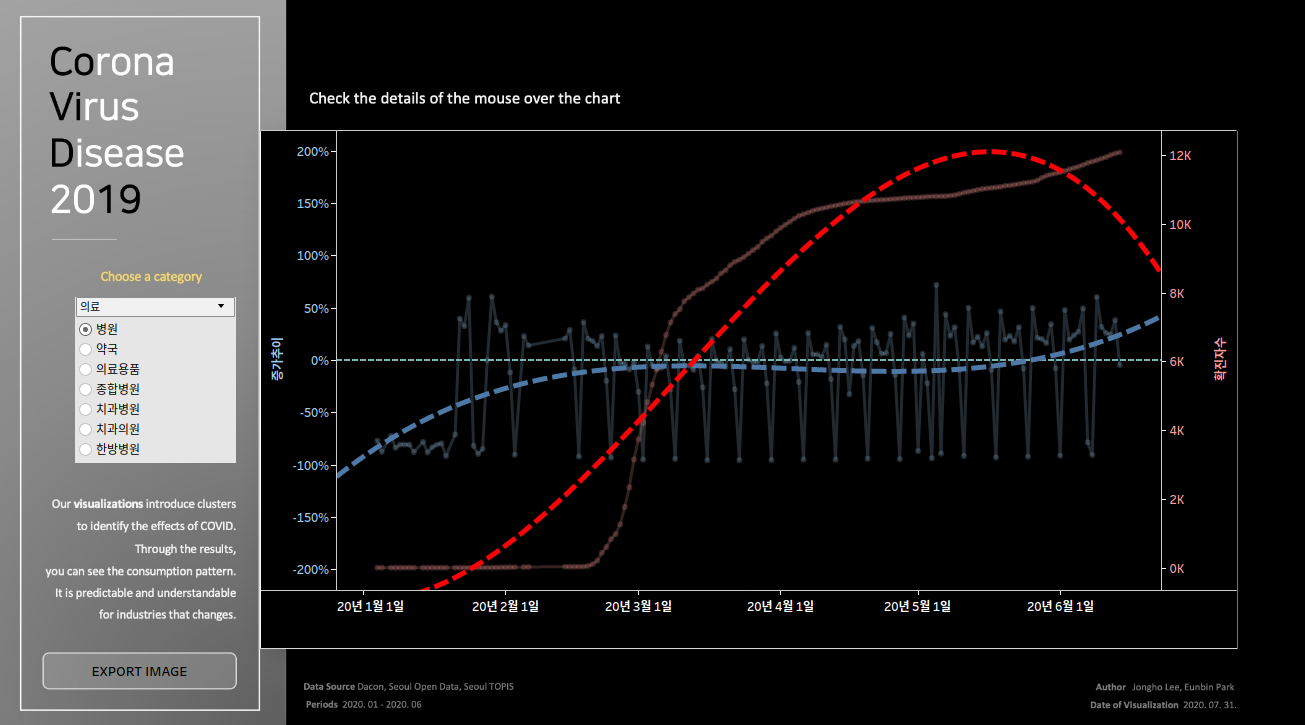 Corona
Virus
Disease
2019
Choose a category
의료
병원
약국
의료용품
종합병원
치과병원
치과의원
한방병원
Our visualizations introduce clusters
to identify the effects of COVID.
Through the results,
you can see the consumption pattern.
It is predictable and understandable
for industries that changes.
EXPORT IMAGE
Check the details of the mouse over the chart
200%
150%
100%
50%
0%
-50%
-100%
-150%
-200%
증가추이
12K
10K
8K
6K
4K
2K
0K
확진자수
20년 1월 1일
20년 2월 1일
20년 3월 1일
20년 4월 1일
20년 5월 1일
20년 6월 1일
Data Source Dacon, Seoul Open Data, Seoul TOPIS
Periods 2020. 01 - 2020. 06
Author Jongho Lee, Eunbin Park
Date of Visualization 2020. 07. 31.